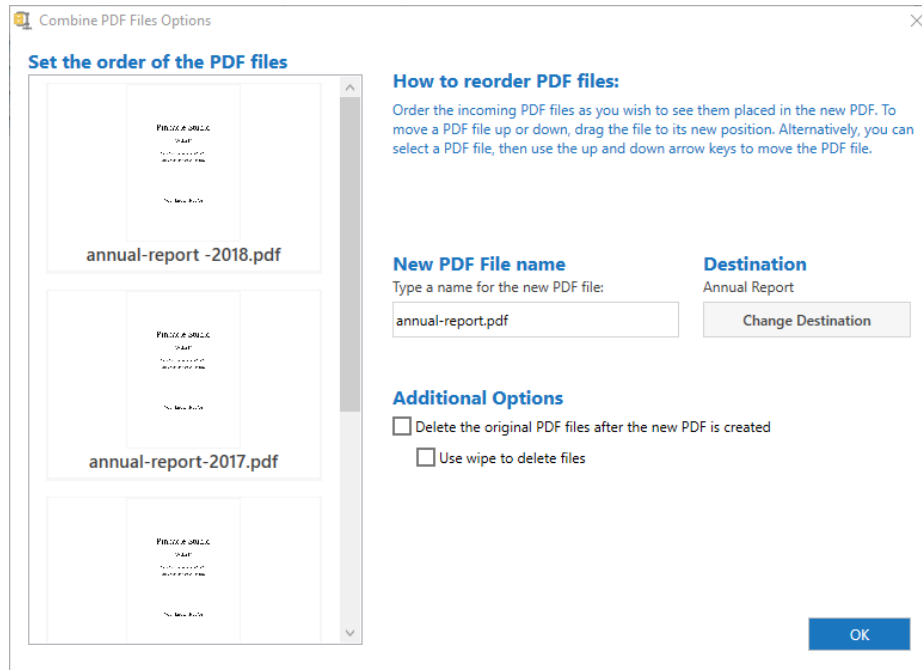 Combine PDF Files Options
Set the order of the PDF files
annual-report -2018.pdf
annual-report-2017.pdf
How to reorder PDF files:
Order the incoming PDF files as you wish to see them placed in the new PDF. To
move a PDF file up or down, drag the file to its new position. Alternatively, you can
select a PDF file, then use the up and down arrow keys to move the PDF file.
New PDF File name
Type a name for the new PDF file:
annual-report.pdf
Destination
Annual Report
Change Destination
Additional Options
Delete the original PDF files after the new PDF is created
Use wipe to delete files
OK